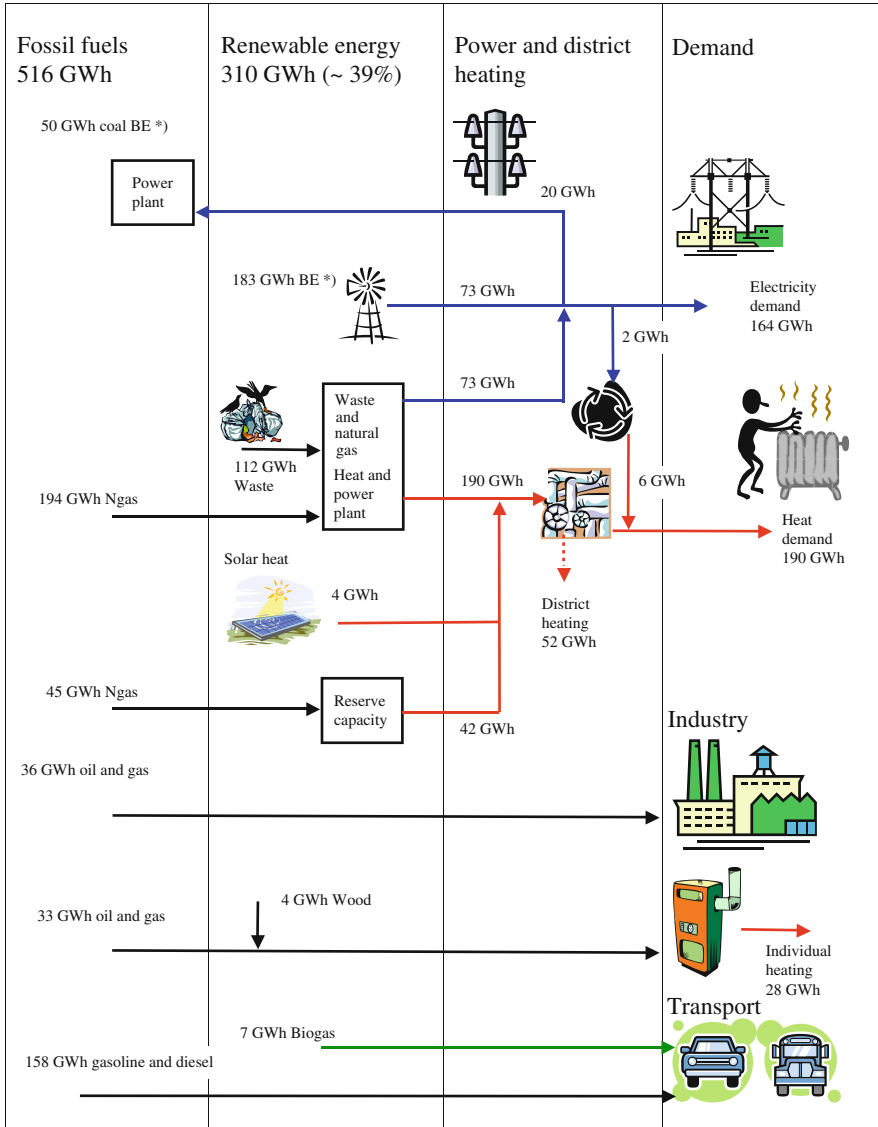 Fossil fuels
516 GWh
Renewable energy
310 GWh (~ 39%)
Power and district
heating
Demand
50 GWh coal BE *)
Power
plant
20 GWh
183 GWh BE *)
73 GWh
Electricity
demand
164 GWh
2 GWh
73 GWh
Waste and
natural
gas
Heat and
power
plant
112 GWh
Waste
194 GWh Ngas
190 GWh
6 GWh
Heat
demand
190 GWh
Solar heat
4 GWh
District
heating
52 GWh
45 GWh Ngas
Reserve
capacity
42 GWh
Industry
36 GWh oil and gas
33 GWh oil and gas
4 GWh Wood
Individual
heating
28 GWh
Transport
7 GWh Biogas
158 GWh gasoline and diesel